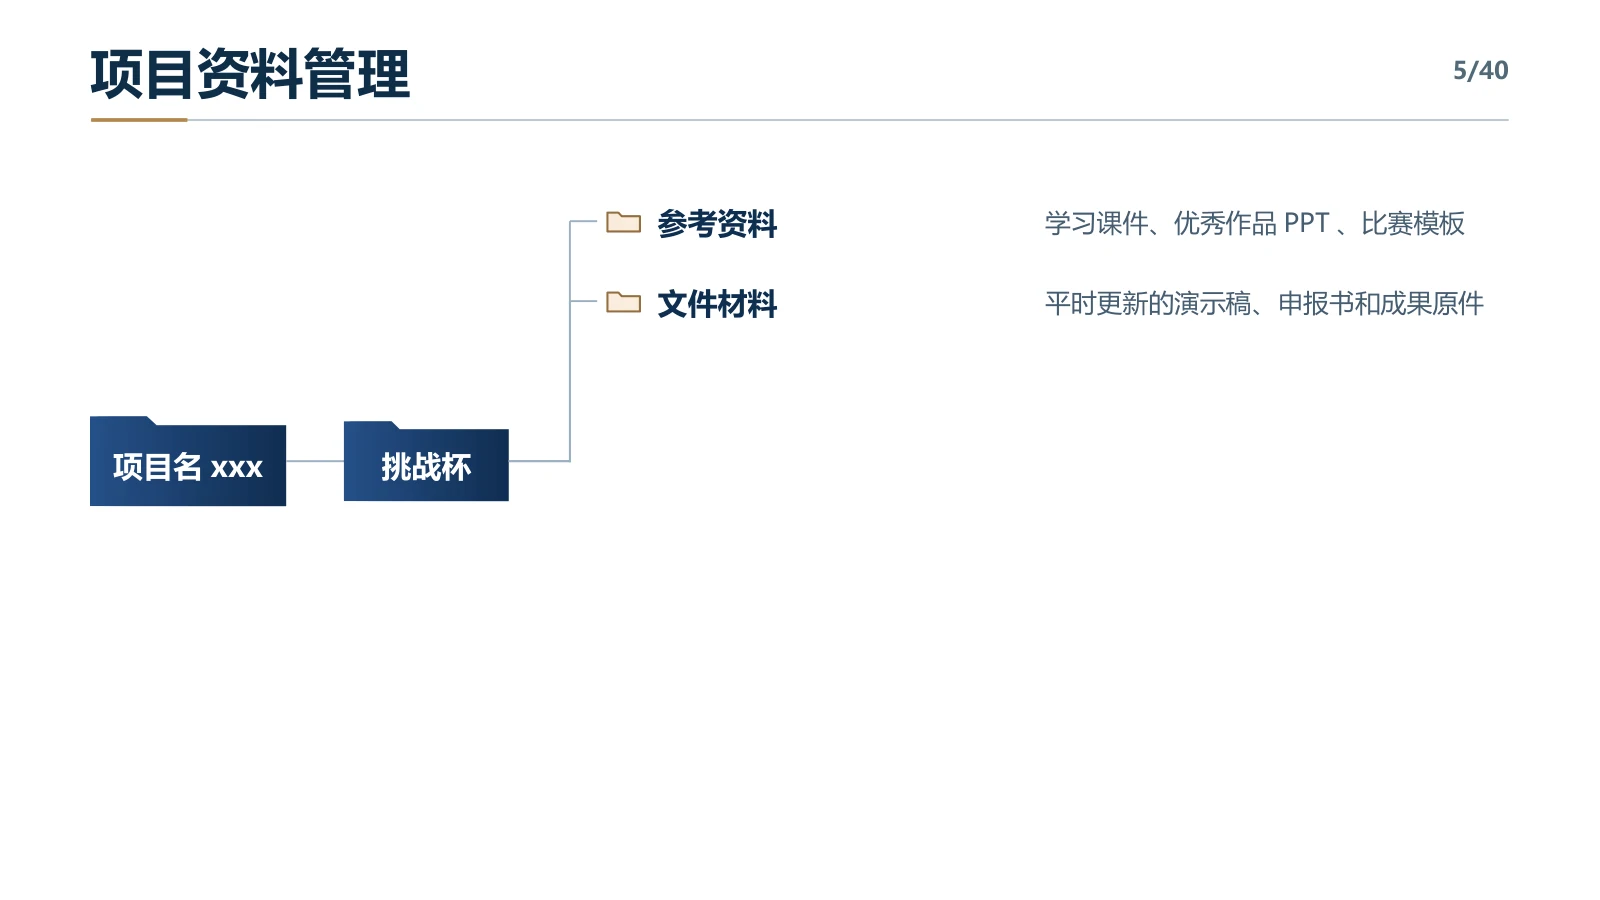 项目资料管理
5/40
参考资料
学习课件、优秀作品 PPT 、比赛模板
文件材料
平时更新的演示稿、申报书和成果原件
项目名 xxx
挑战杯